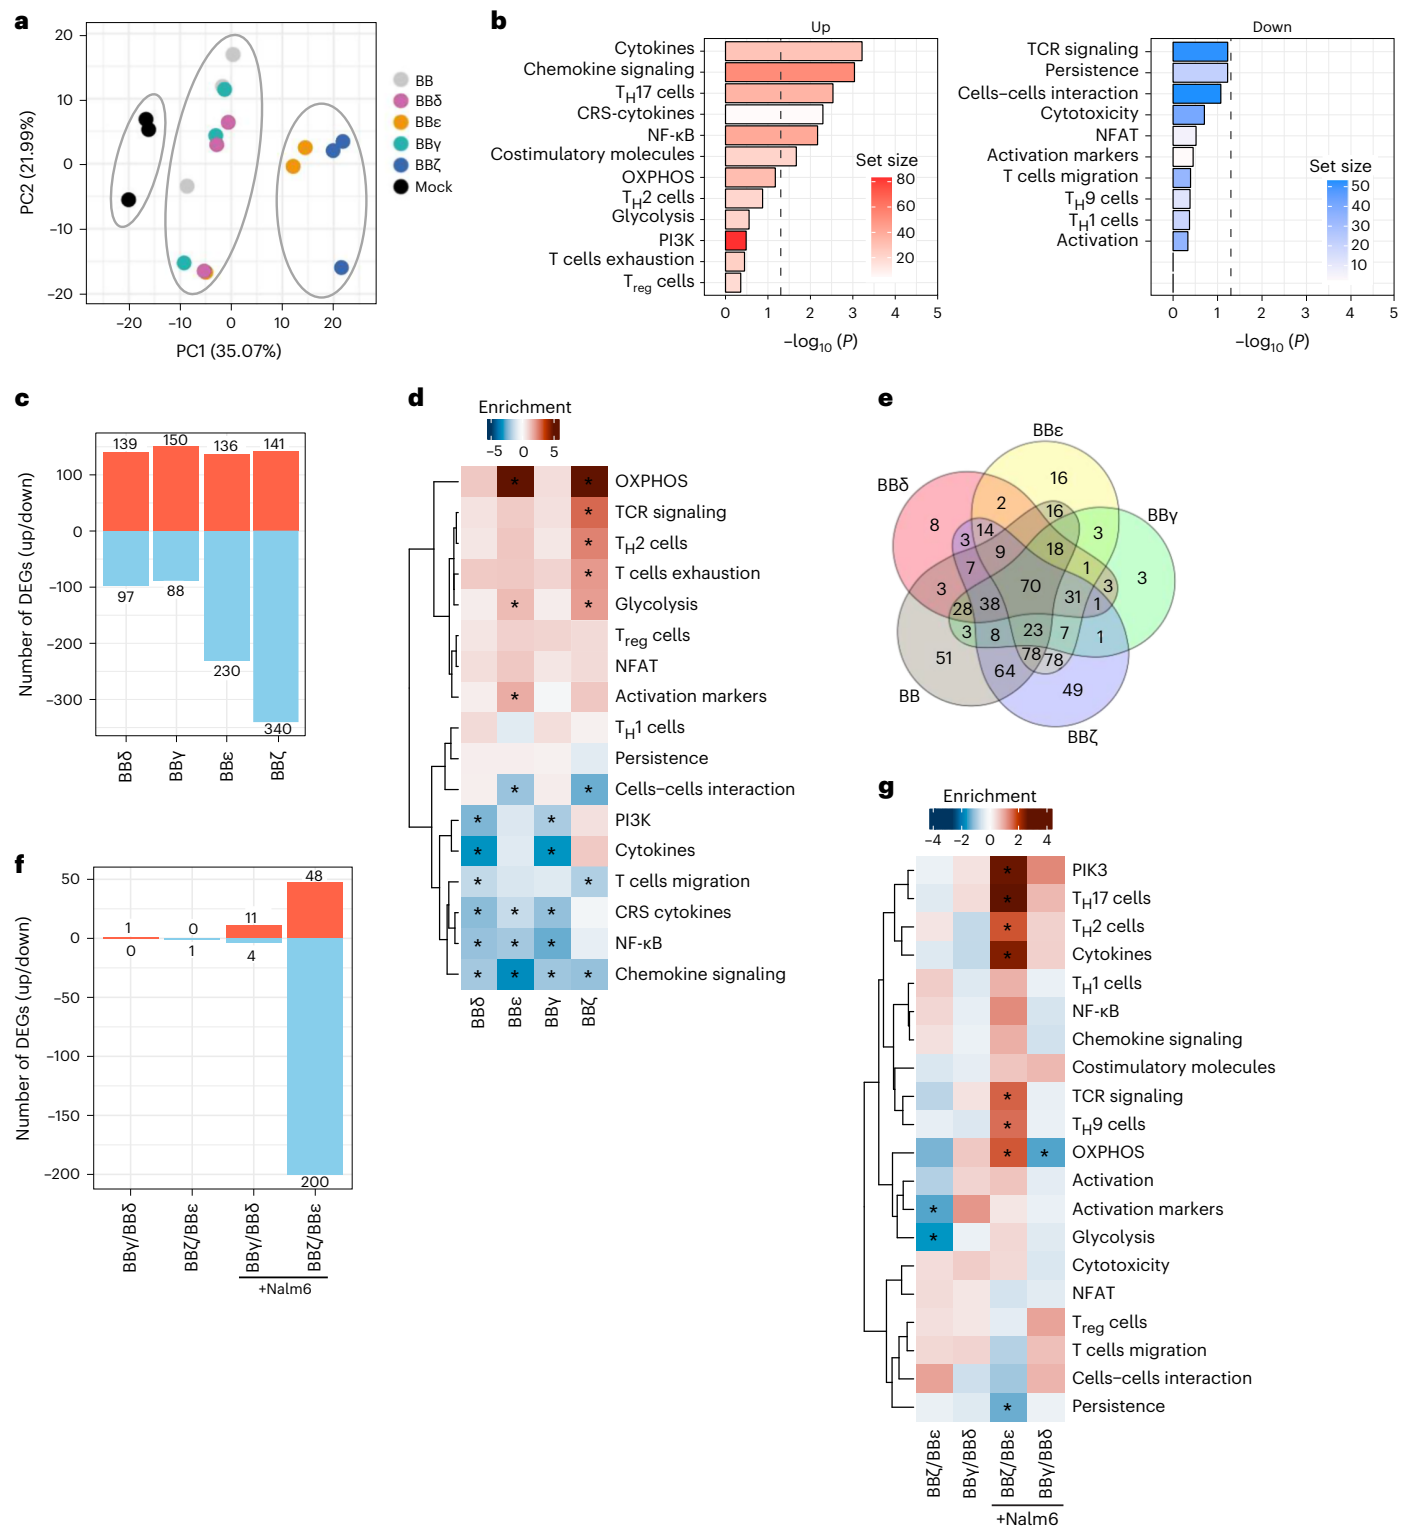 a
PC2 (21.99%)
20
10
0
−10
−20
−20 −10 0 10 20
PC1 (35.07%)
BB
BBδ
BBε
BBγ
BBζ
Mock
b
Up
Cytokines
Chemokine signaling
TH17 cells
CRS-cytokines
NF-κB
Costimulatory molecules
OXPHOS
TH2 cells
Glycolysis
PI3K
T cells exhaustion
Treg cells
0 1 2 3 4 5
−log10 (P)
Set size
80
60
40
20
Down
TCR signaling
Persistence
Cells–cells interaction
Cytotoxicity
NFAT
Activation markers
T cells migration
TH9 cells
TH1 cells
Activation
0 1 2 3 4 5
−log10 (P)
Set size
50
40
30
20
10
c
Number of DEGs (up/down)
100
0
−100
−200
−300
139 150 136 141
97 88 230 340
BBδ BBγ BBε BBζ
d
Enrichment
−5 0 5
* * OXPHOS
* TCR signaling
* TH2 cells
* T cells exhaustion
* * Glycolysis
Treg cells
NFAT
* Activation markers
TH1 cells
Persistence
* * Cells–cells interaction
* * PI3K
* * Cytokines
* * T cells migration
* * * CRS cytokines
* * * NF-κB
* * * * Chemokine signaling
BBδ BBε BBγ BBζ
e
BBε
BBδ
BBγ
BB
BBζ
16
2 16
8 3
14
3 9 18
7 1
70 3 3
3 31 1
28 38
3 8 23 7 1
78 78
51 64
49
f
Number of DEGs (up/down)
50
0
−50
−100
−150
−200
1 0 11 48
0 1 4 200
BBγ/BBδ BBζ/BBε BBγ/BBδ BBζ/BBε
+Nalm6
g
Enrichment
−4 −2 0 2 4
* PIK3
* TH17 cells
* TH2 cells
* Cytokines
TH1 cells
NF-κB
Chemokine signaling
Costimulatory molecules
* TCR signaling
* TH9 cells
* * OXPHOS
Activation
* Activation markers
* Glycolysis
Cytotoxicity
NFAT
Treg cells
T cells migration
Cells–cells interaction
* Persistence
BBζ/BBε BBγ/BBδ BBζ/BBε BBγ/BBδ
+Nalm6